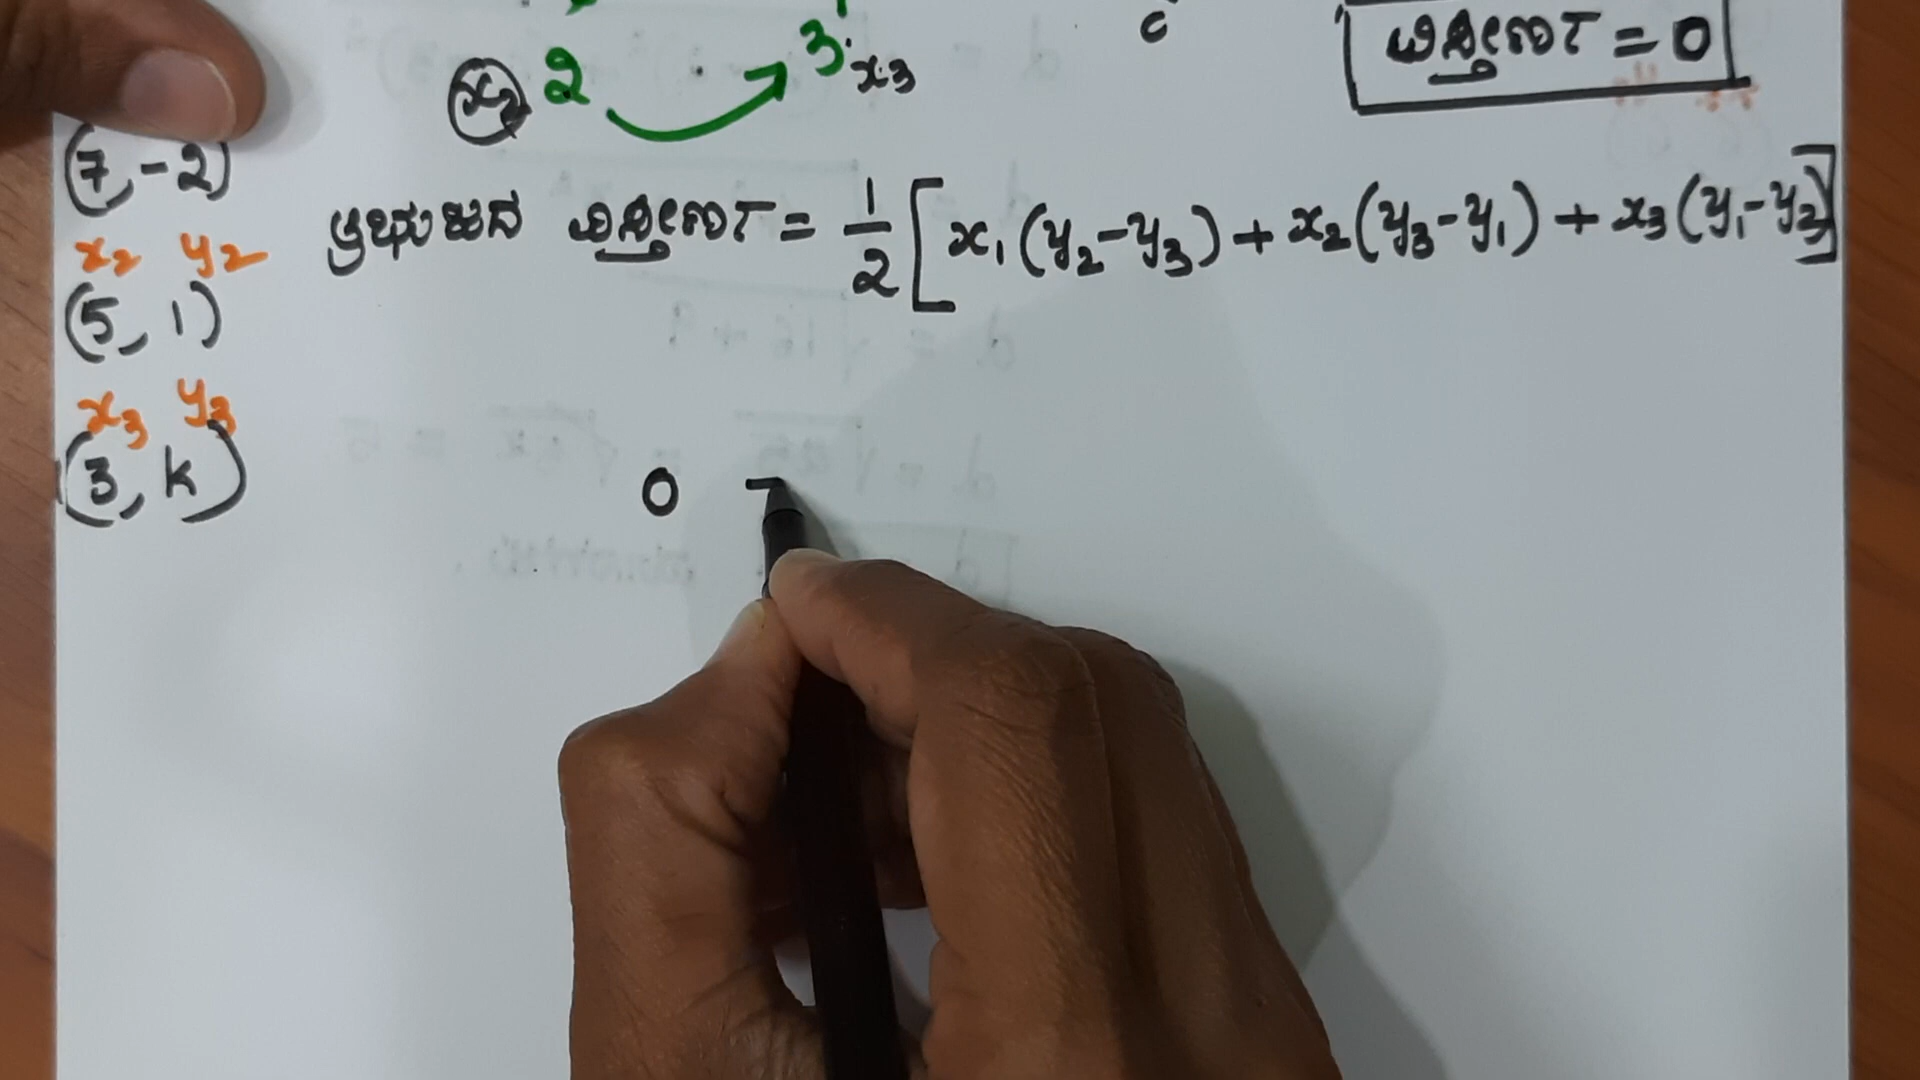 x₂ 2 3 x₃
c
ವಿಸ್ತೀರ್ಣ = 0
(7, -2)
ತ್ರಿಭುಜದ ವಿಸ್ತೀರ್ಣ = 1/2 [x₁(y₂-y₃)+x₂(y₃-y₁)+x₃(y₁-y₂)]
x₂ y₂
(5, 1)
x₃ y₃
(3, k)
0 -